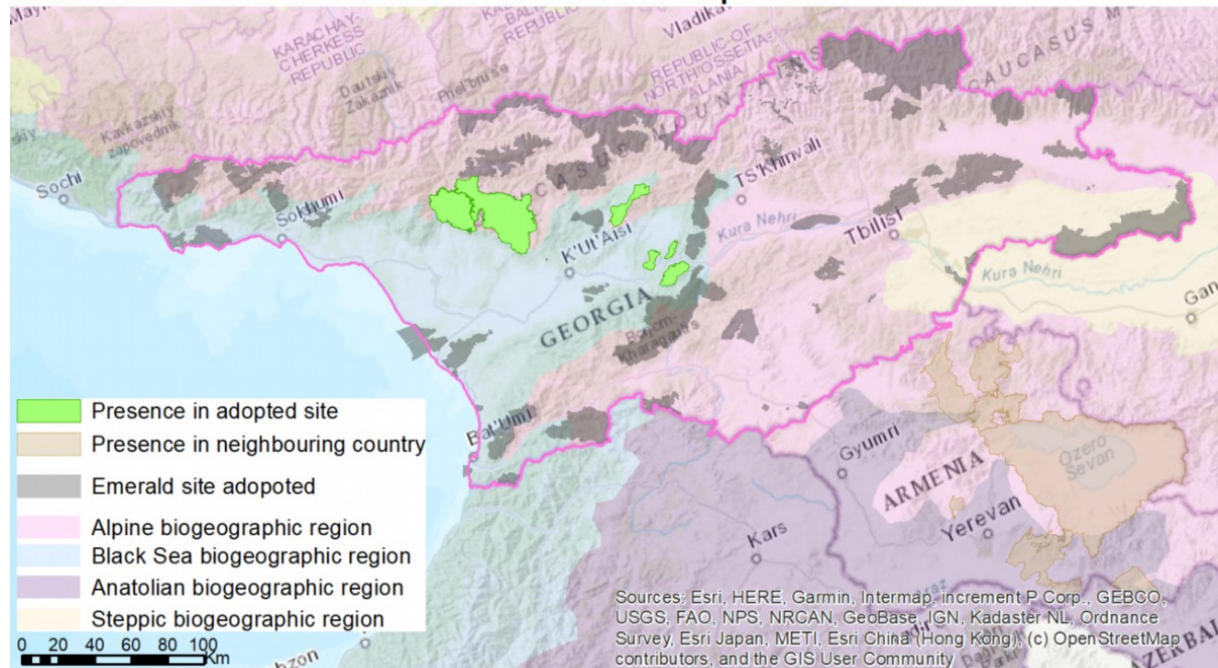 KARACHAY-
CHERKESS
REPUBLIC
Vladika
REPUBLIC OF
NORTH OSSETIA-
ALANIA
Dautskiy
Zakaznik
Kavkazskiy
zapovednik
skiy
CAUCASUS M
CASUS MOUNTAINS
Sochi
Sokhumi
Ts'Khinvali
K'Ut'Aisi
Kura Nehri
Tbilisi
Kura Nehri
Gan
GEORGIA
Kharagauls
Bat'Umi
Gyumri
ARMENIA
Ozero
Sevan
Yerevan
Kars
bzon
ZERBAI
Presence in adopted site
Presence in neighbouring country
Emerald site adopoted
Alpine biogeographic region
Black Sea biogeographic region
Anatolian biogeographic region
Steppic biogeographic region
0 20 40 60 80 100
Km
Sources: Esri, HERE, Garmin, Intermap, increment P Corp., GEBCO,
USGS, FAO, NPS, NRCAN, GeoBase, IGN, Kadaster NL, Ordnance
Survey, Esri Japan, METI, Esri China (Hong Kong), (c) OpenStreetMap
contributors, and the GIS User Community